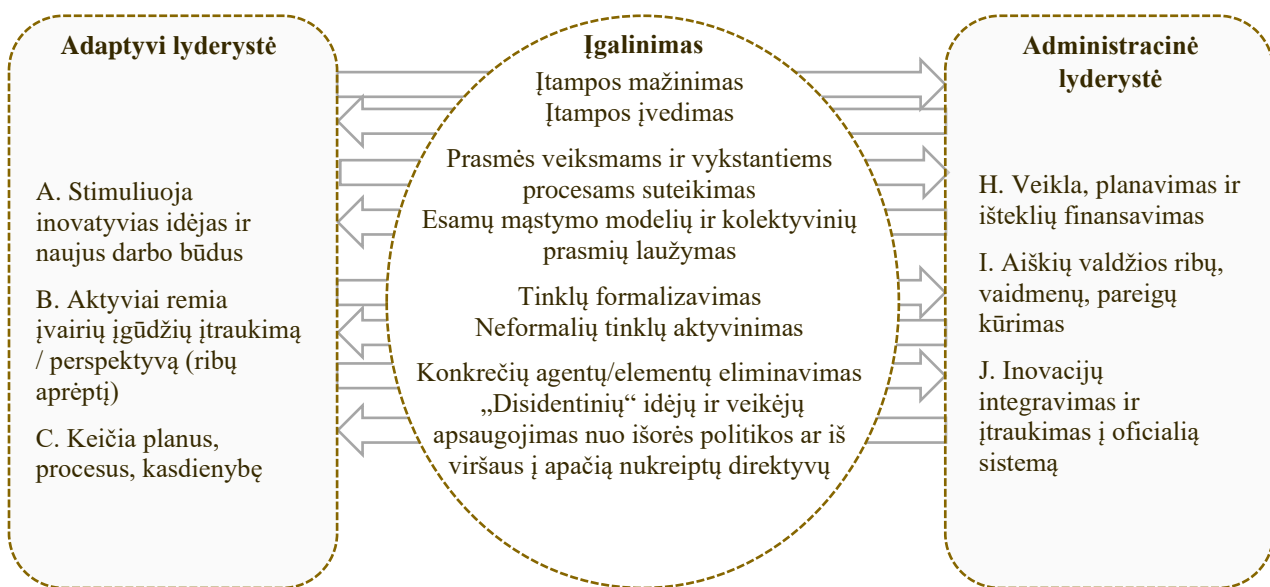 Adaptyvi lyderystė
A. Stimuliuoja
inovatyvias idėjas ir
naujus darbo būdus
B. Aktyviai remia
įvairių įgūdžių įtraukimą
/ perspektyvą (ribų
aprėptį)
C. Keičia planus,
procesus, kasdienybę
Įgalinimas
Įtampos mažinimas
Įtampos įvedimas
Prasmės veiksmams ir vykstantiems
procesams suteikimas
Esamų mąstymo modelių ir kolektyvinių
prasmių laužymas
Tinklų formalizavimas
Neformalių tinklų aktyvinimas
Konkrečių agentų/elementų eliminavimas
„Disidentinių“ idėjų ir veikėjų
apsaugojimas nuo išorės politikos ar iš
viršaus į apačią nukreiptų direktyvų
Administracinė
lyderystė
H. Veikla, planavimas ir
išteklių finansavimas
I. Aiškių valdžios ribų,
vaidmenų, pareigų
kūrimas
J. Inovacijų
integravimas ir
įtraukimas į oficialią
sistemą